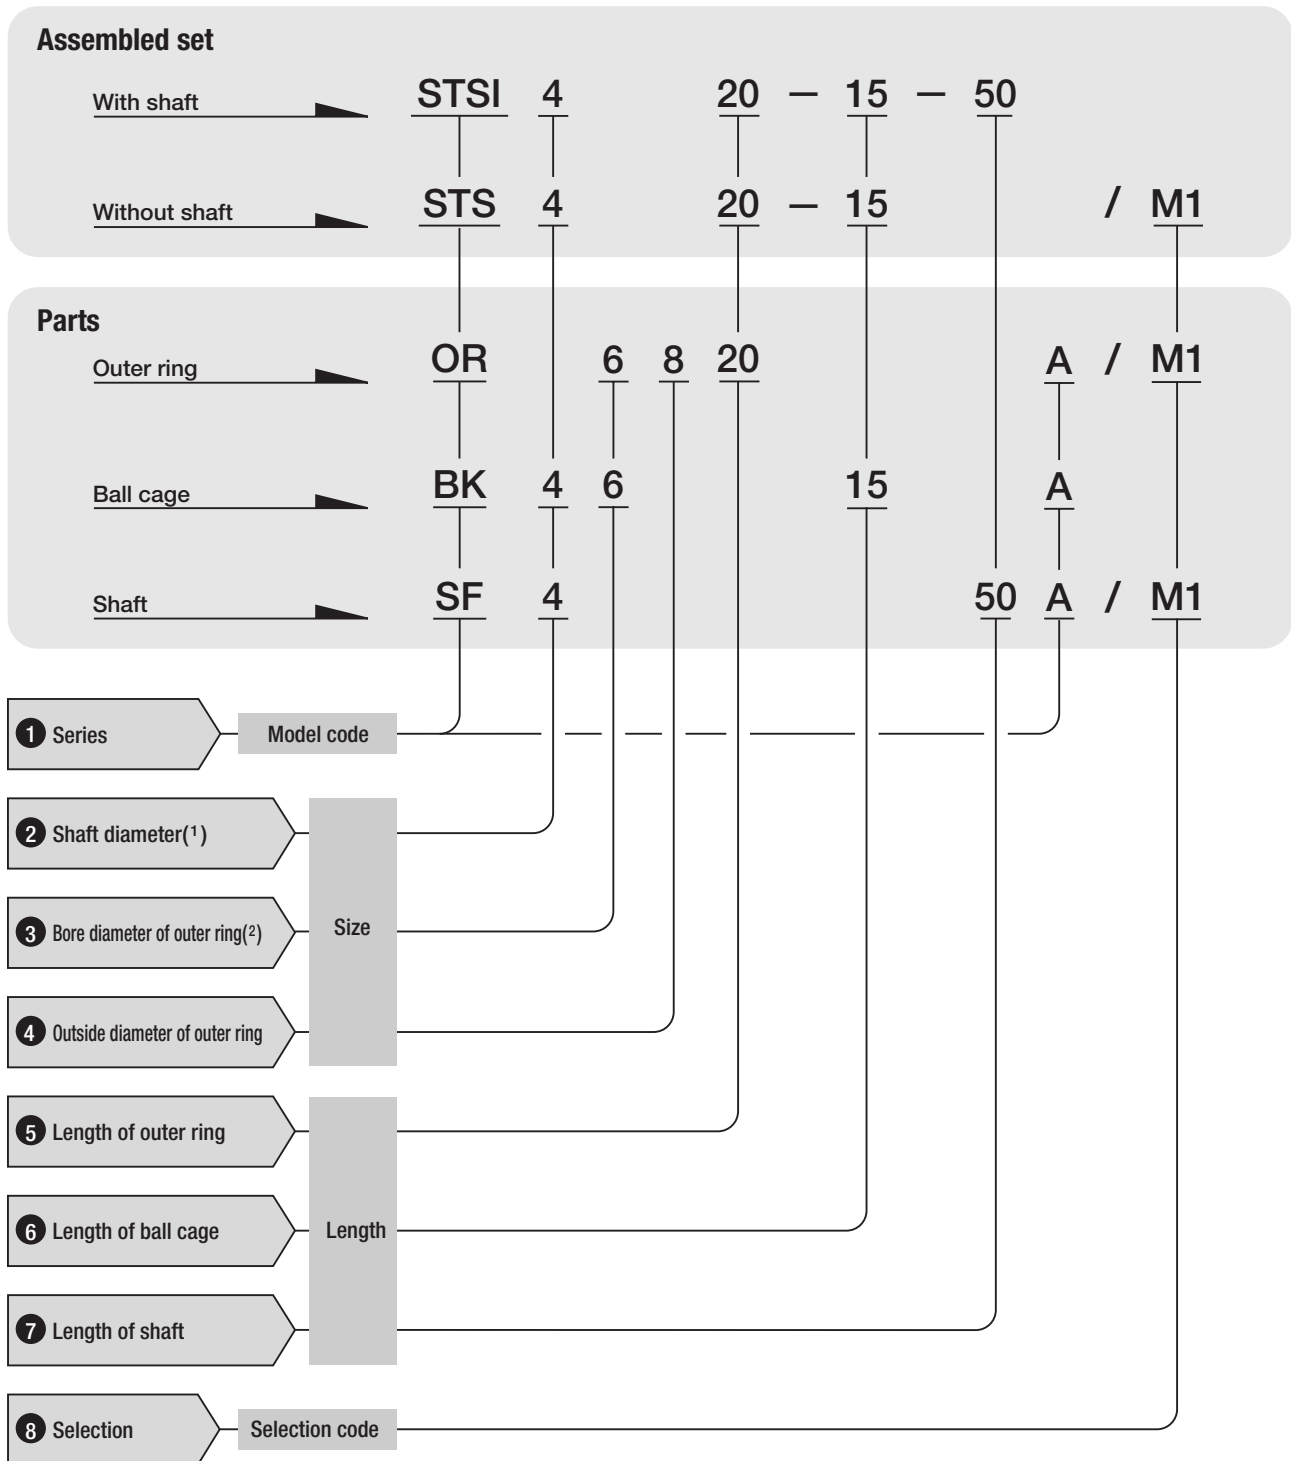 Assembled set
With shaft STSI 4 20 – 15 – 50
Without shaft STS 4 20 – 15 / M1
Parts
Outer ring OR 6 8 20 A / M1
Ball cage BK 4 6 15 A
Shaft SF 4 50 A / M1
1 Series Model code
2 Shaft diameter(¹)
3 Bore diameter of outer ring(²) Size
4 Outside diameter of outer ring
5 Length of outer ring
6 Length of ball cage Length
7 Length of shaft
8 Selection Selection code